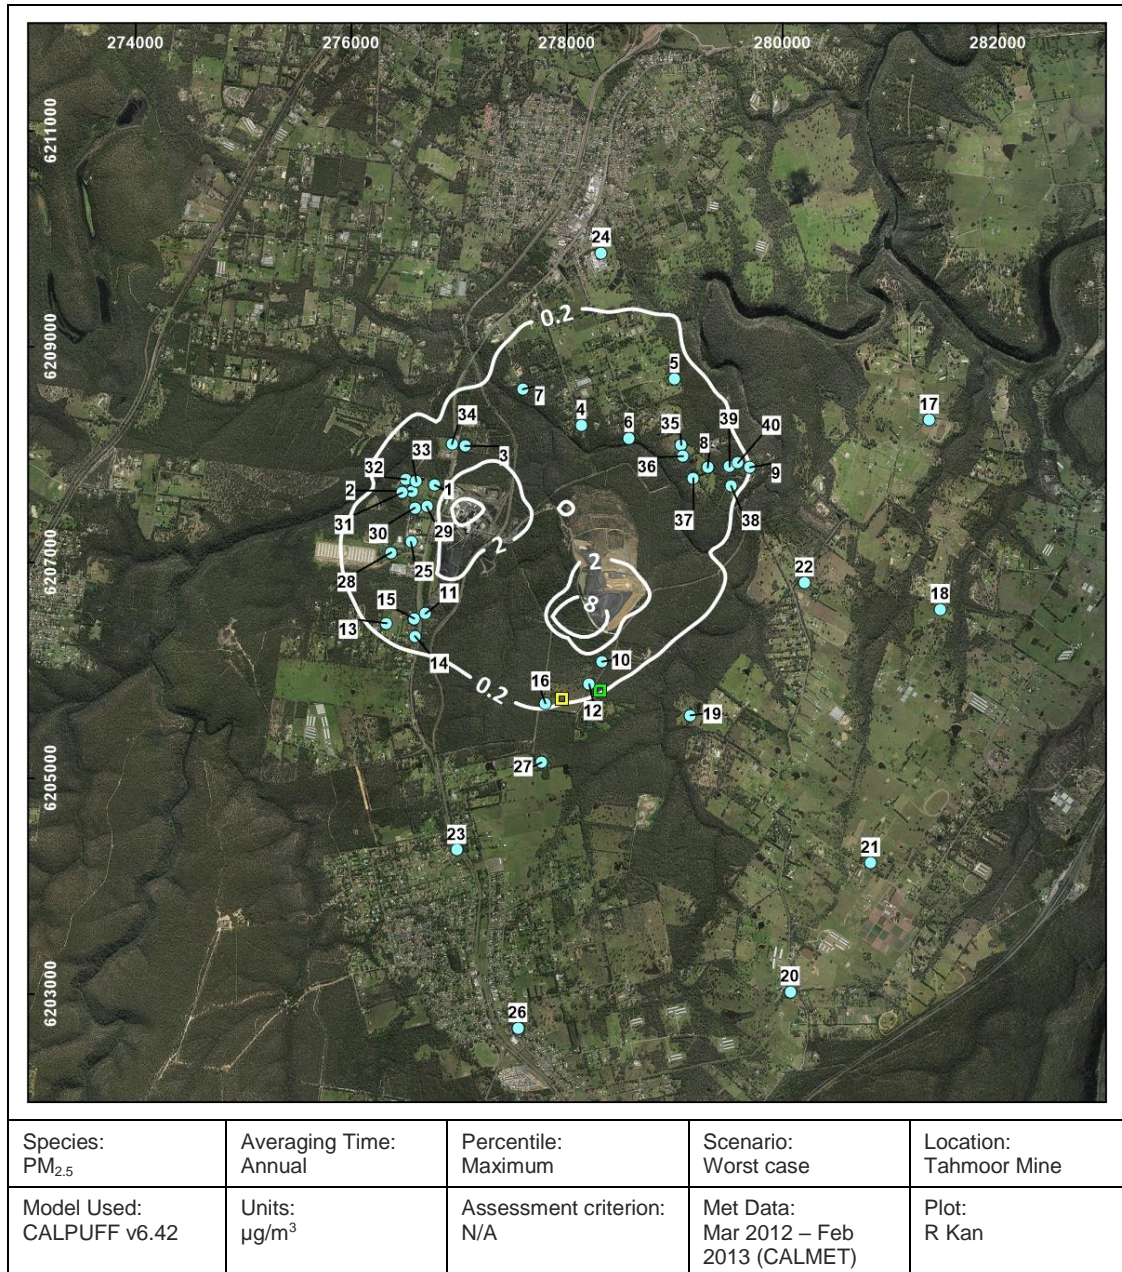 274000 276000 278000 280000 282000
6211000
24
0.2
6209000
5
7
17
4
34 6 35 39 40
33 3 8
32 36 9
2 1
31 37 38
30 29
2
2
6207000
28 25 22
8 18
15 11
13
14 10
16
0.2
12 19
6205000
27
23
21
20
6203000
26
Species: Averaging Time: Percentile: Scenario: Location:
PM2.5 Annual Maximum Worst case Tahmoor Mine
Model Used: Units: Assessment criterion: Met Data: Plot:
CALPUFF v6.42 µg/m³ N/A Mar 2012 – Feb R Kan
2013 (CALMET)